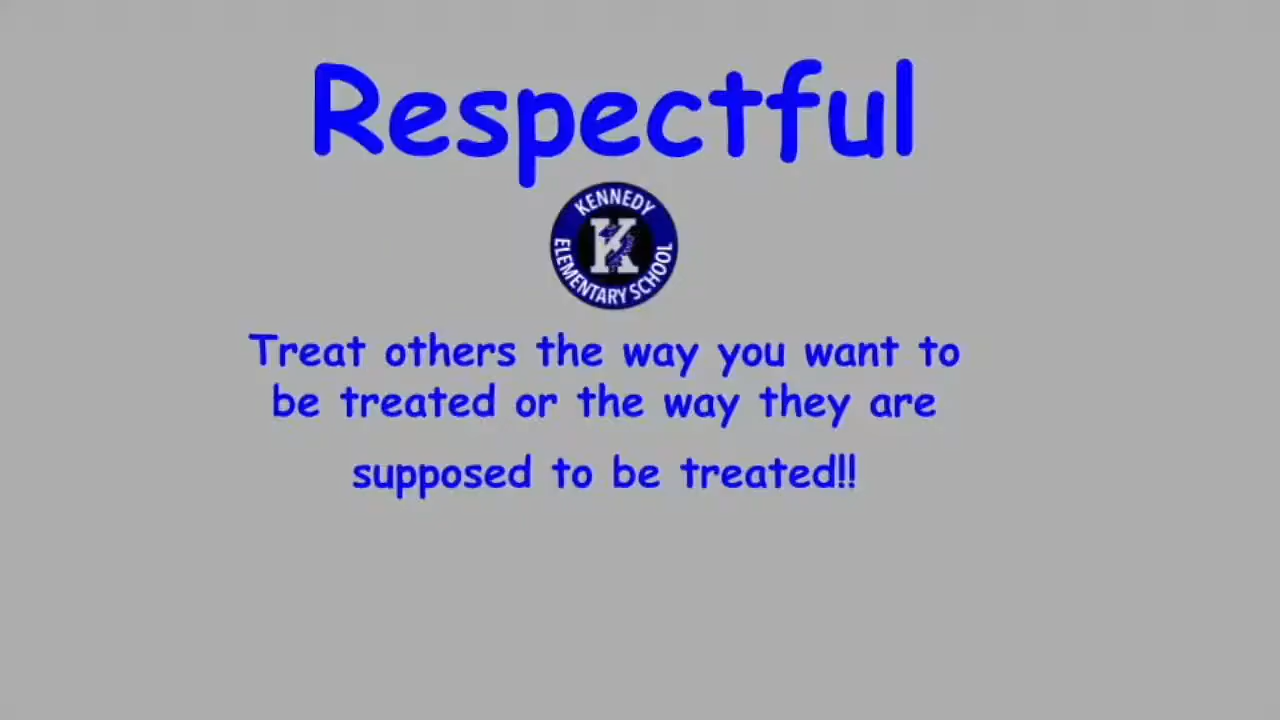 Respectful
KENNEDY
K
ELEMENTARY SCHOOL
Treat others the way you want to
be treated or the way they are
supposed to be treated!!